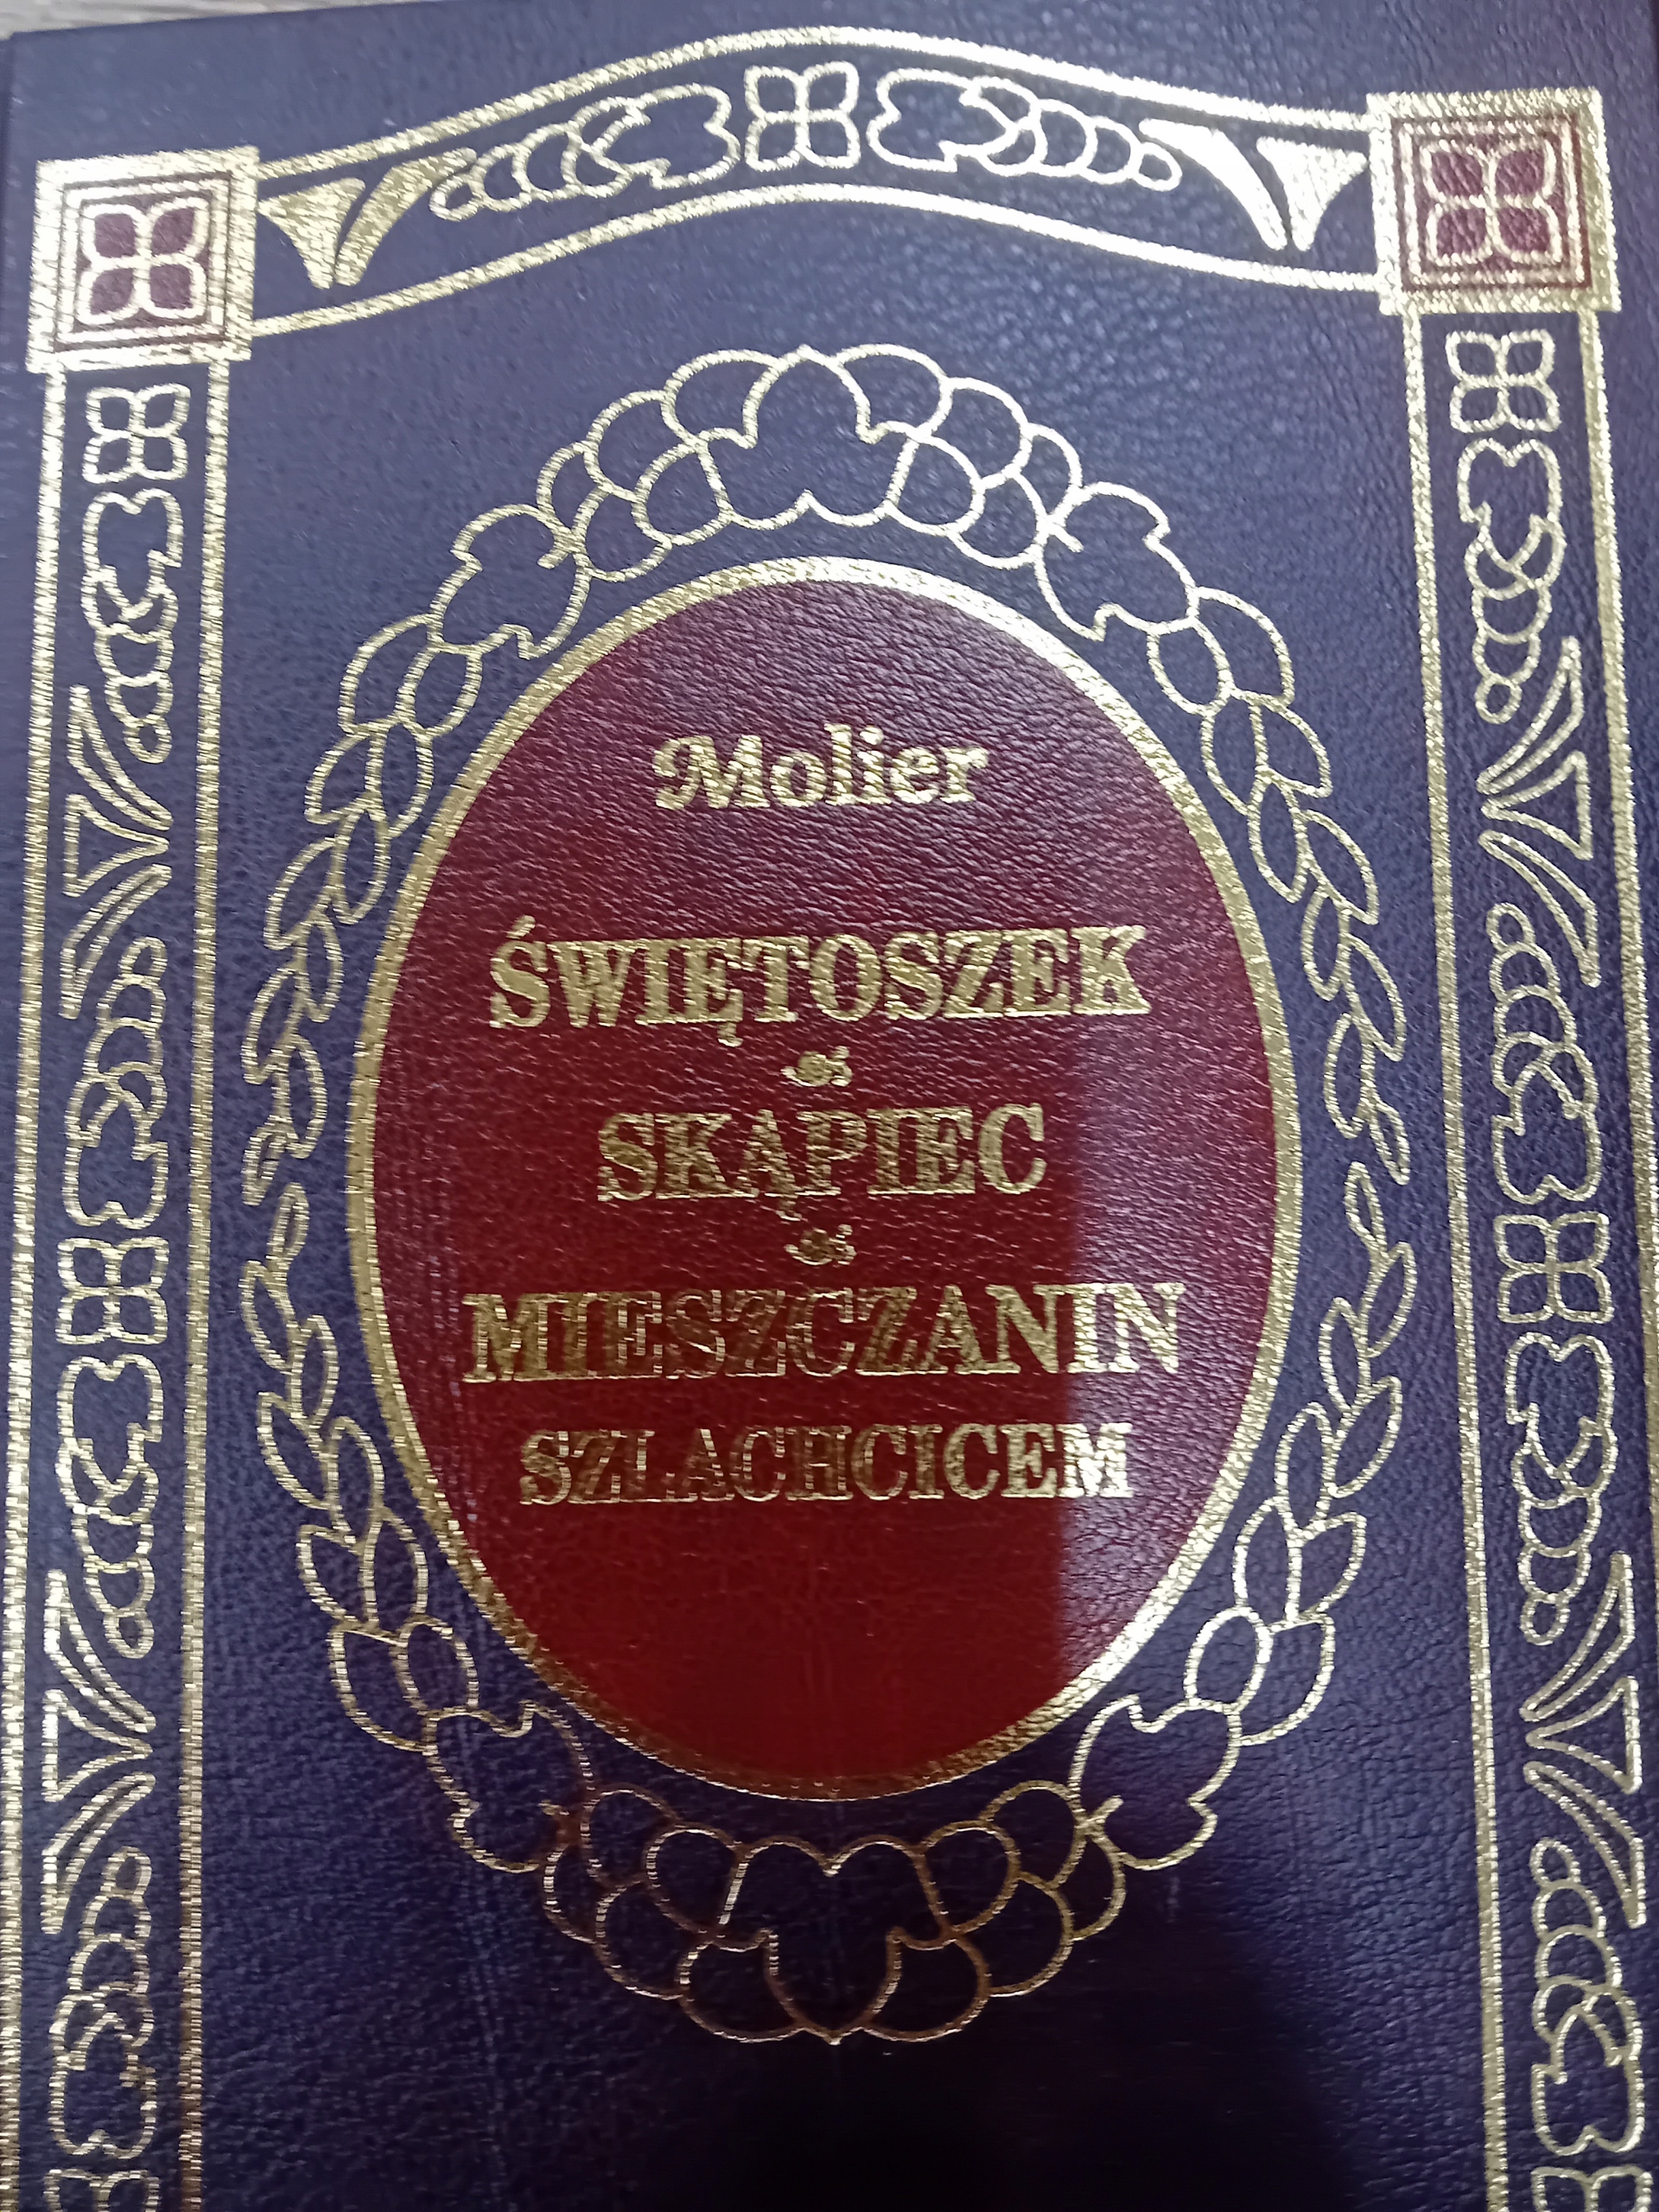 Molier
ŚWIĘTOSZEK
SKĄPIEC
MIESZCZANIN
SZLACHCICEM